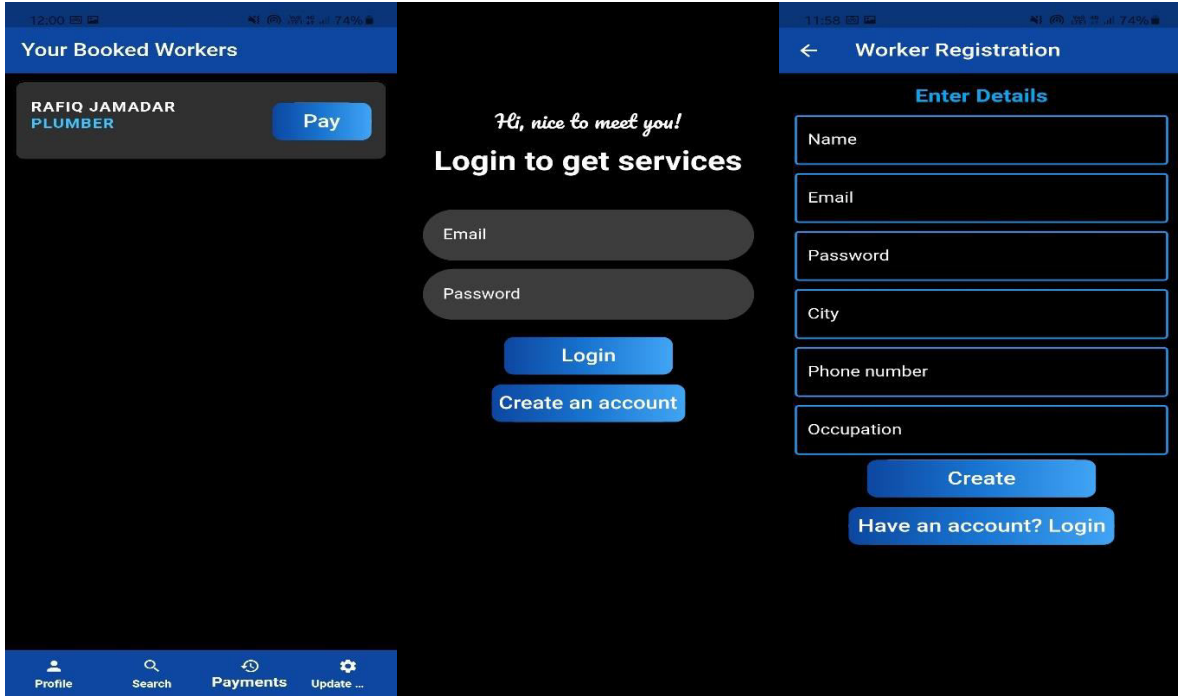 12:00 74%
Your Booked Workers
RAFIQ JAMADAR
PLUMBER
Pay
Profile
Search
Payments
Update ...
Hi, nice to meet you!
Login to get services
Email
Password
Login
Create an account
11:58 74%
Worker Registration
Enter Details
Name
Email
Password
City
Phone number
Occupation
Create
Have an account? Login